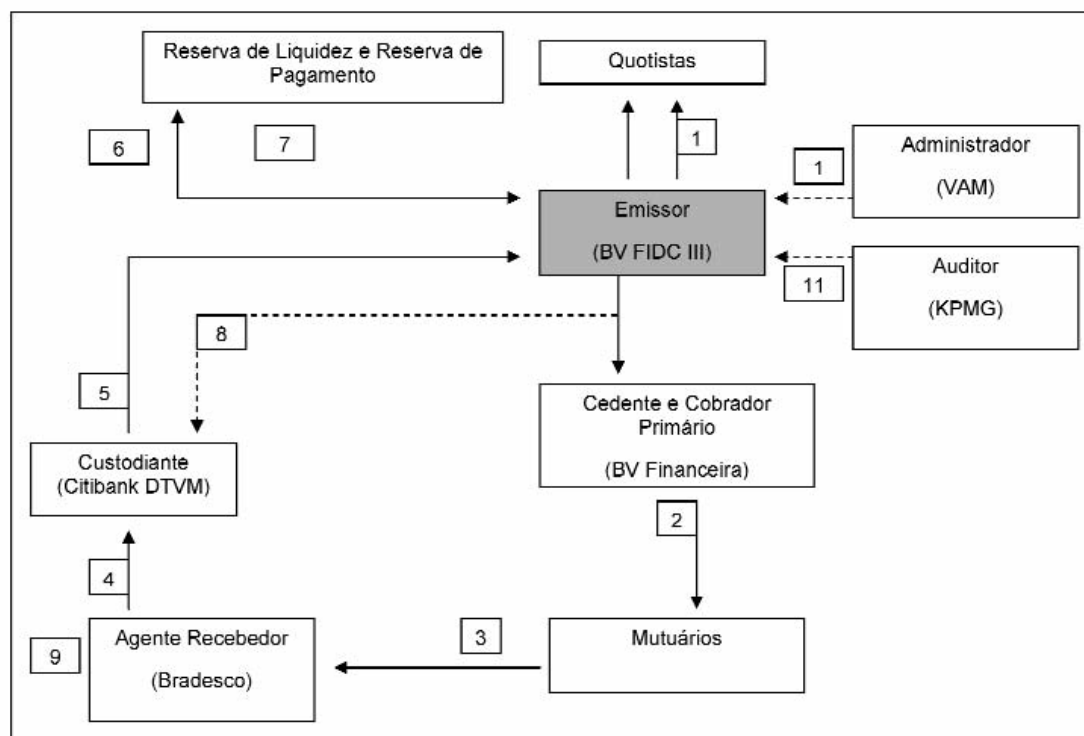 Reserva de Liquidez e Reserva de
Pagamento
Quotistas
6
7
1
1
Administrador
(VAM)
Emissor
(BV FIDC III)
11
Auditor
(KPMG)
8
5
Cedente e Cobrador
Primário
(BV Financeira)
Custodiante
(Citibank DTVM)
2
4
9
Agente Recebedor
(Bradesco)
3
Mutuários